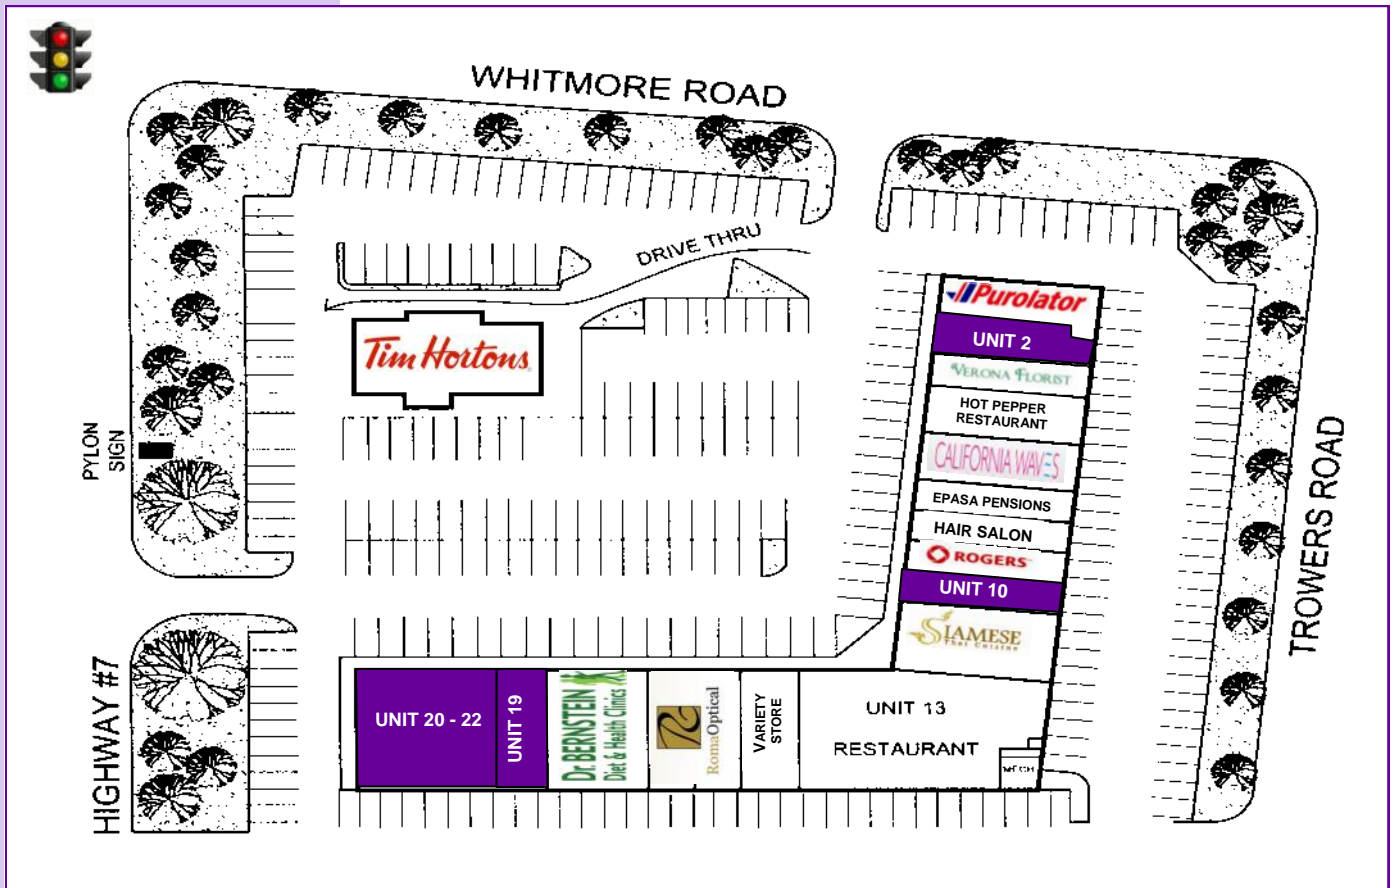 WHITMORE ROAD
DRIVE THRU
Purolator
Tim Hortons
UNIT 2
VERONA FLORIST
HOT PEPPER
RESTAURANT
CALIFORNIA WAVES
PYLON
SIGN
EPASA PENSIONS
HAIR SALON
ROGERS
UNIT 10
TROWERS ROAD
SIAMESE
THAI CUISINE
HIGHWAY #7
UNIT 20 - 22
UNIT 19
Dr. BERNSTEIN
Diet & Health Clinics
RomaOptical
VARIETY
STORE
UNIT 13
RESTAURANT